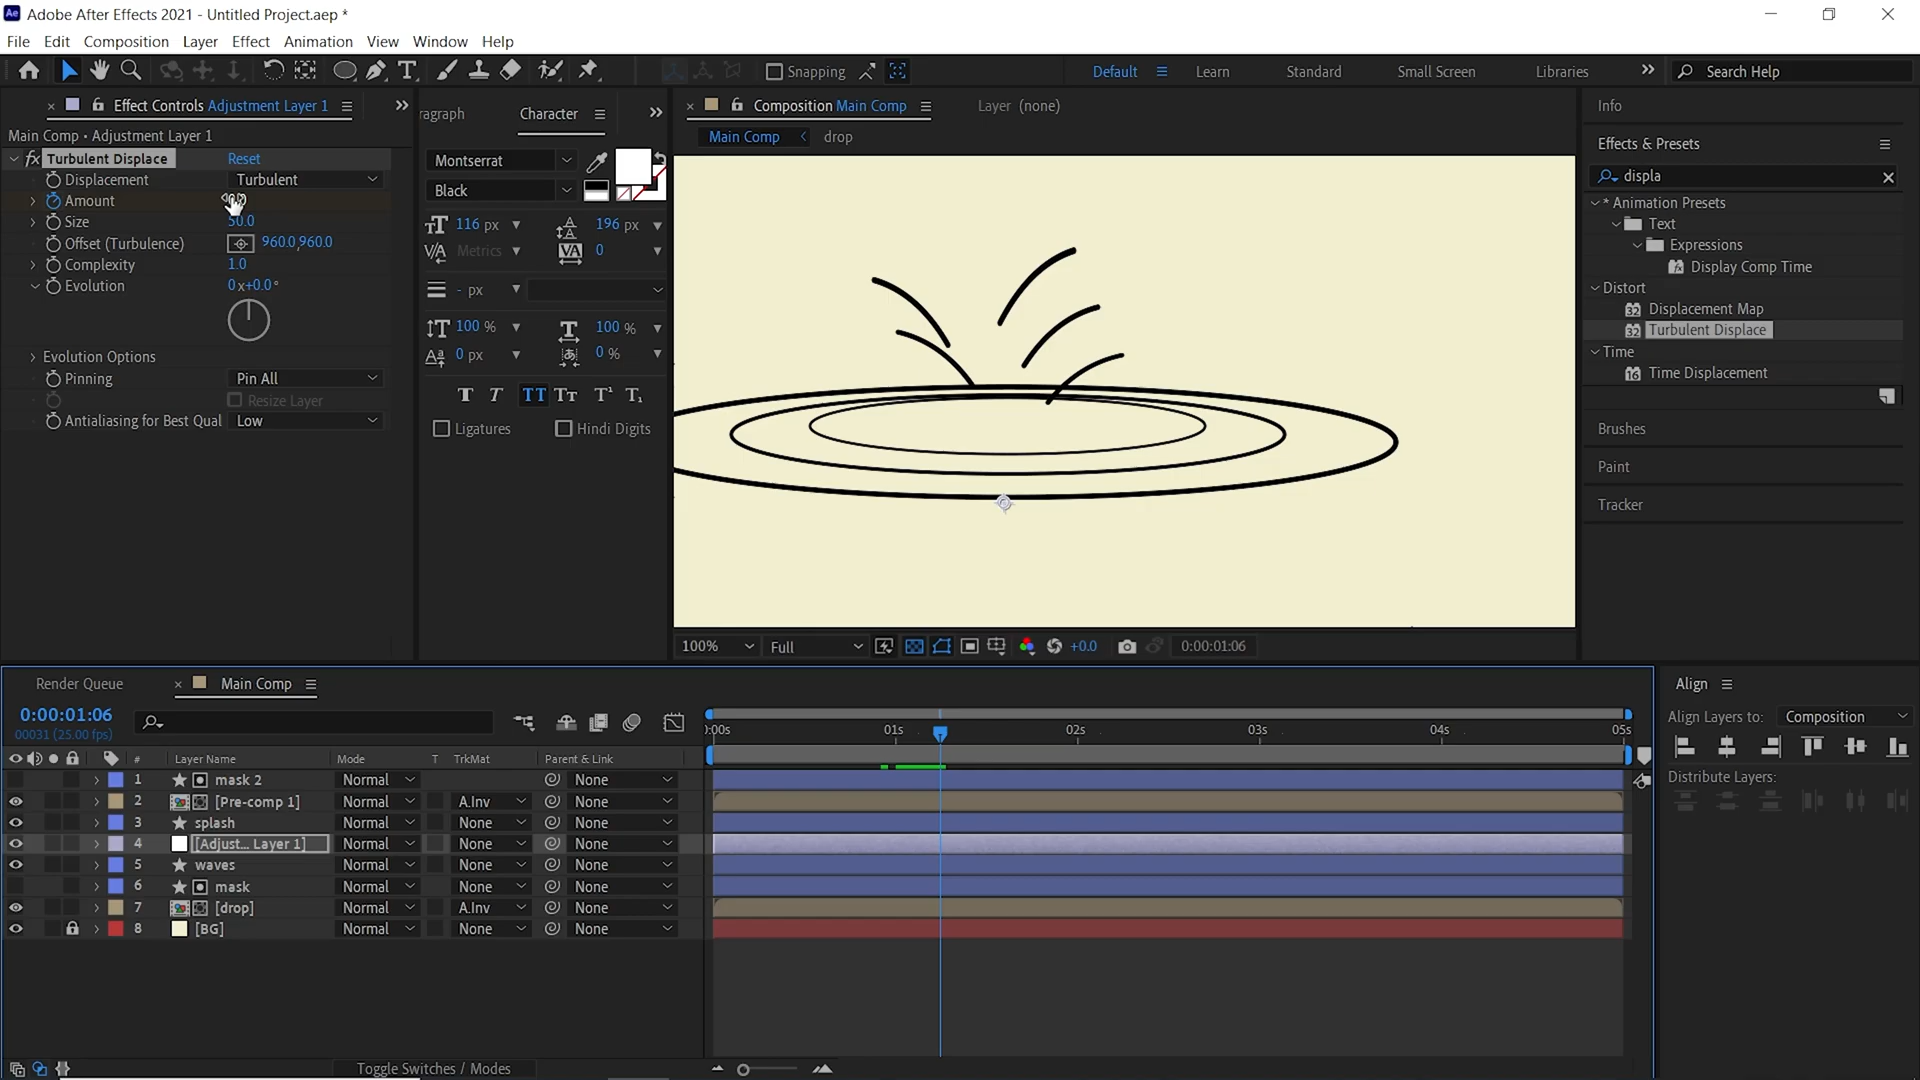 Adobe After Effects 2021 - Untitled Project.aep *
File Edit Composition Layer Effect Animation View Window Help
Snapping Default Learn Standard Small Screen Libraries Search Help
Effect Controls Adjustment Layer 1
Main Comp • Adjustment Layer 1
fx Turbulent Displace Reset
Displacement Turbulent
Amount
Size 50.0
Offset (Turbulence) 960.0,960.0
Complexity 1.0
Evolution 0x+0.0°
Evolution Options
Pinning Pin All
Resize Layer
Antialiasing for Best Qual Low
ragraph Character
Montserrat
Black
116 px 196 px
Metrics 0
- px
100 % 100 %
0 px 0 %
Ligatures Hindi Digits
Composition Main Comp Layer (none)
Main Comp drop
100% Full +0.0 0:00:01:06
Info
Effects & Presets
displa
* Animation Presets
Text
Expressions
Display Comp Time
Distort
Displacement Map
Turbulent Displace
Time
Time Displacement
Brushes
Paint
Tracker
Render Queue Main Comp
0:00:01:06
00031 (25.00 fps)
):00s 01s 02s 03s 04s 05s
# Layer Name Mode T TrkMat Parent & Link
1 mask 2 Normal None
2 [Pre-comp 1] Normal A.Inv None
3 splash Normal None None
4 [Adjust... Layer 1] Normal None None
5 waves Normal None None
6 mask Normal None None
7 [drop] Normal A.Inv None
8 [BG] Normal None None
Toggle Switches / Modes
Align
Align Layers to: Composition
Distribute Layers: